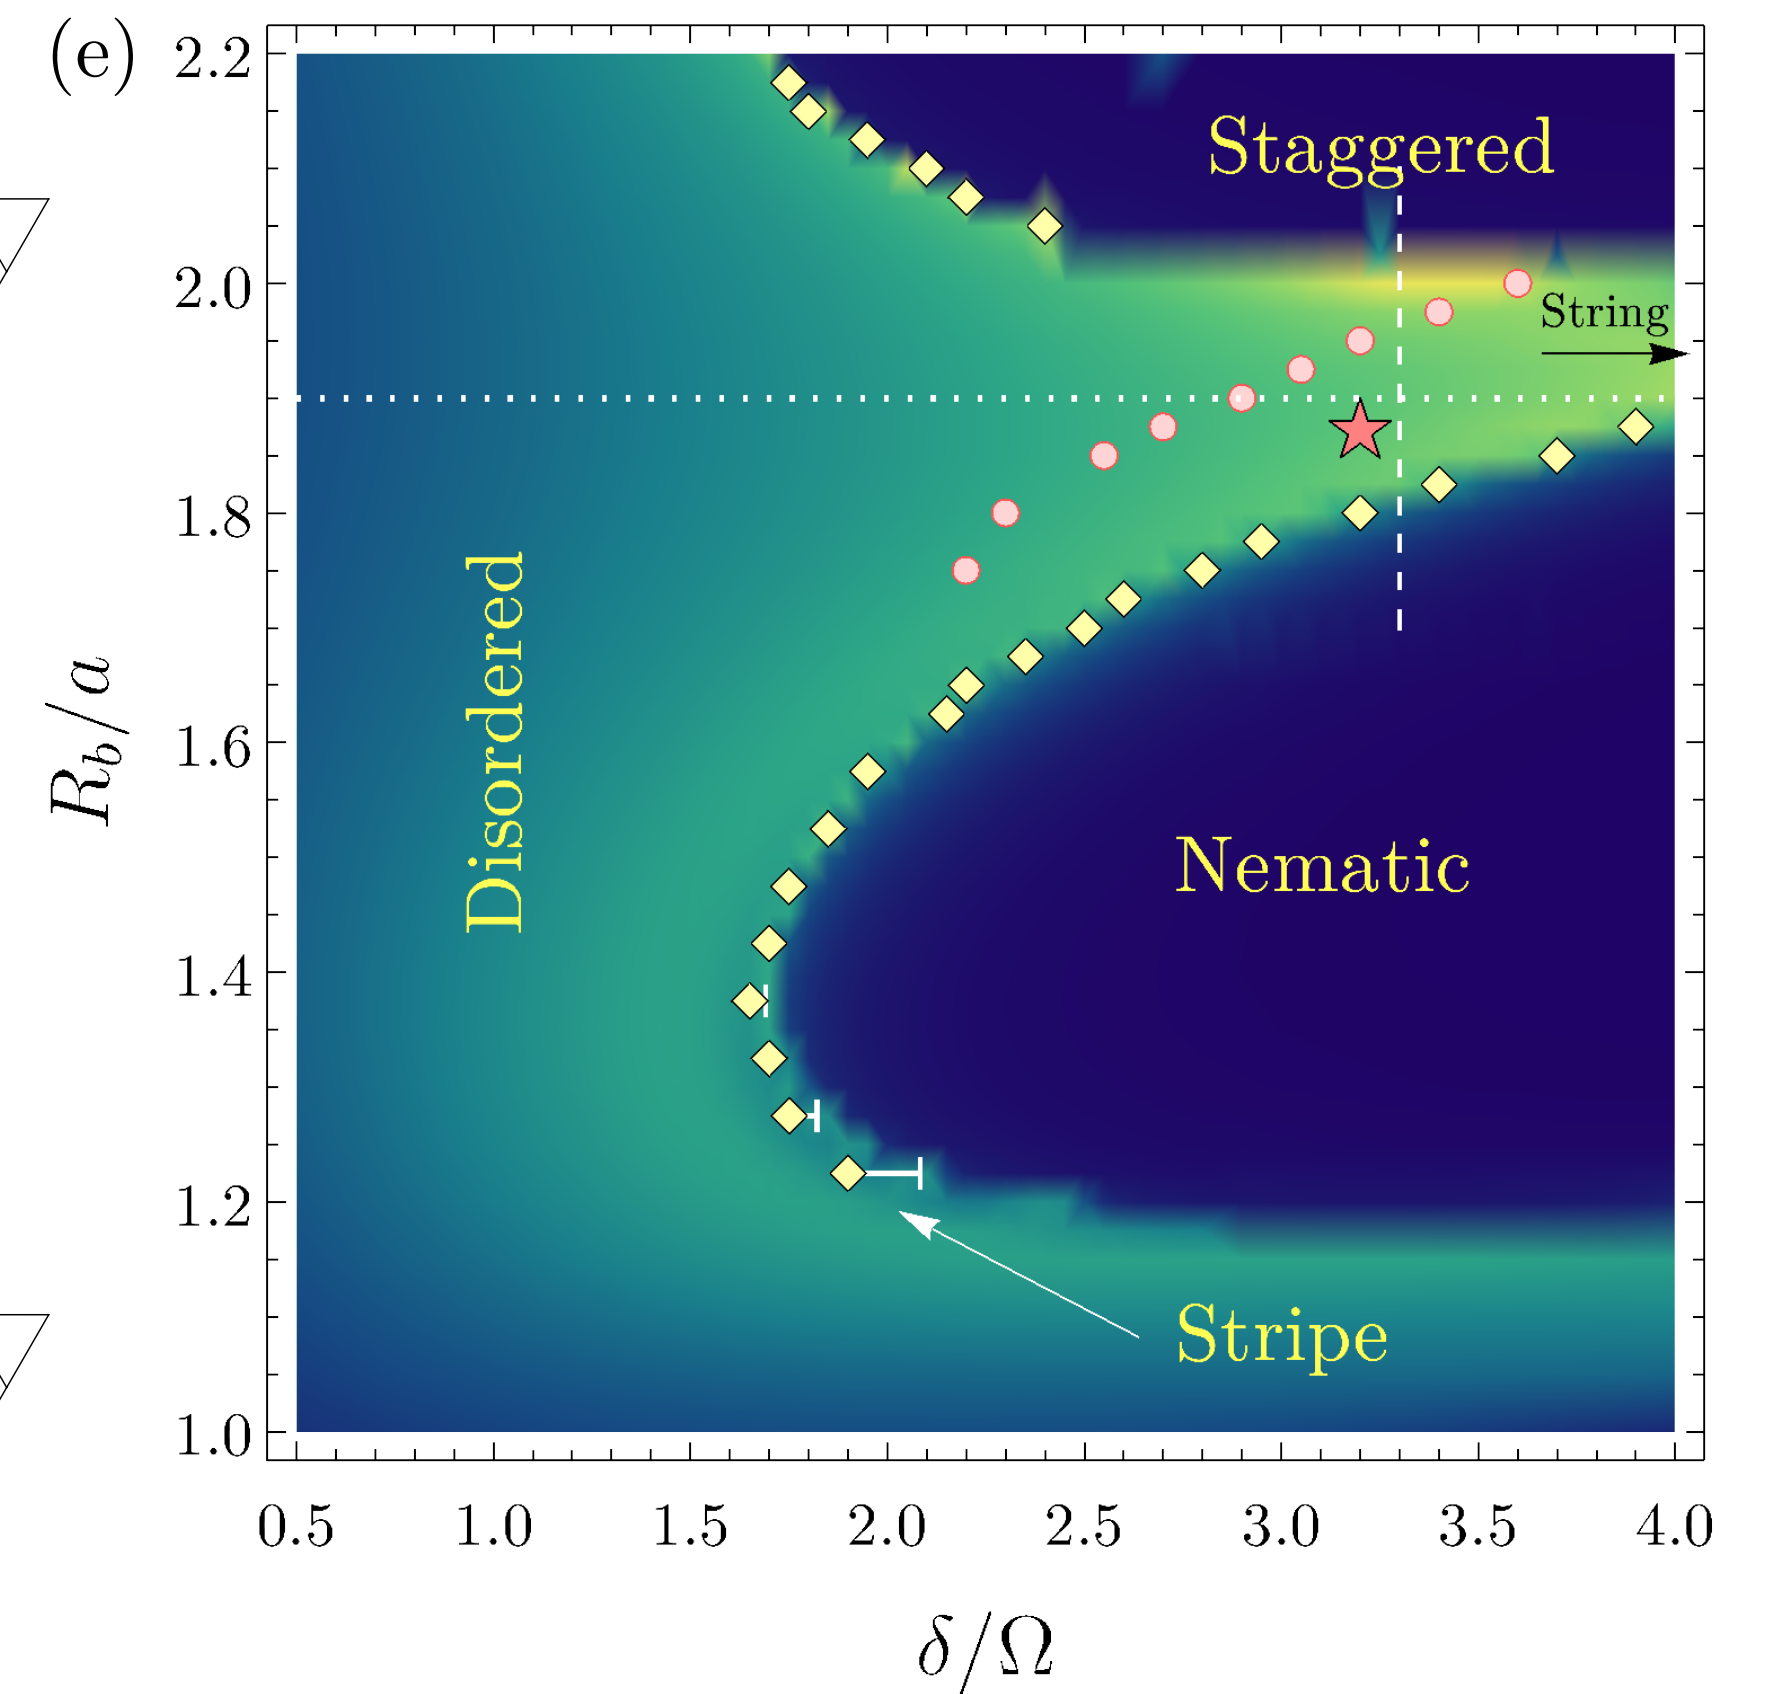 (e)
2.2
2.0
1.8
1.6
1.4
1.2
1.0
R_b/a
Staggered
String
Disordered
Nematic
Stripe
0.5 1.0 1.5 2.0 2.5 3.0 3.5 4.0
δ/Ω